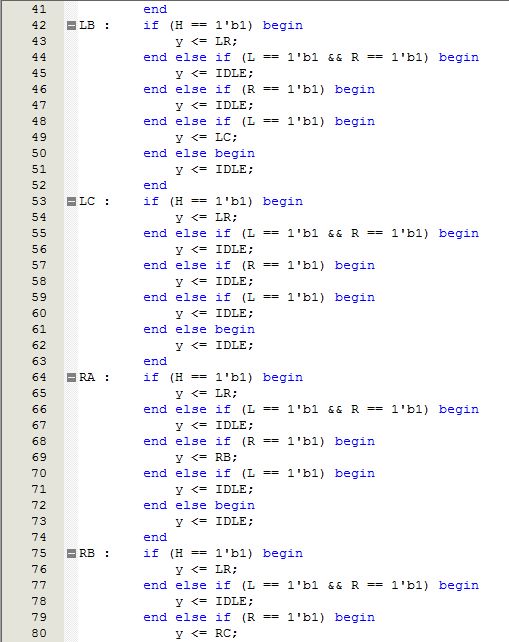 41 end
42 LB : if (H == 1'b1) begin
43 y <= LR;
44 end else if (L == 1'b1 && R == 1'b1) begin
45 y <= IDLE;
46 end else if (R == 1'b1) begin
47 y <= IDLE;
48 end else if (L == 1'b1) begin
49 y <= LC;
50 end else begin
51 y <= IDLE;
52 end
53 LC : if (H == 1'b1) begin
54 y <= LR;
55 end else if (L == 1'b1 && R == 1'b1) begin
56 y <= IDLE;
57 end else if (R == 1'b1) begin
58 y <= IDLE;
59 end else if (L == 1'b1) begin
60 y <= IDLE;
61 end else begin
62 y <= IDLE;
63 end
64 RA : if (H == 1'b1) begin
65 y <= LR;
66 end else if (L == 1'b1 && R == 1'b1) begin
67 y <= IDLE;
68 end else if (R == 1'b1) begin
69 y <= RB;
70 end else if (L == 1'b1) begin
71 y <= IDLE;
72 end else begin
73 y <= IDLE;
74 end
75 RB : if (H == 1'b1) begin
76 y <= LR;
77 end else if (L == 1'b1 && R == 1'b1) begin
78 y <= IDLE;
79 end else if (R == 1'b1) begin
80 y <= RC;